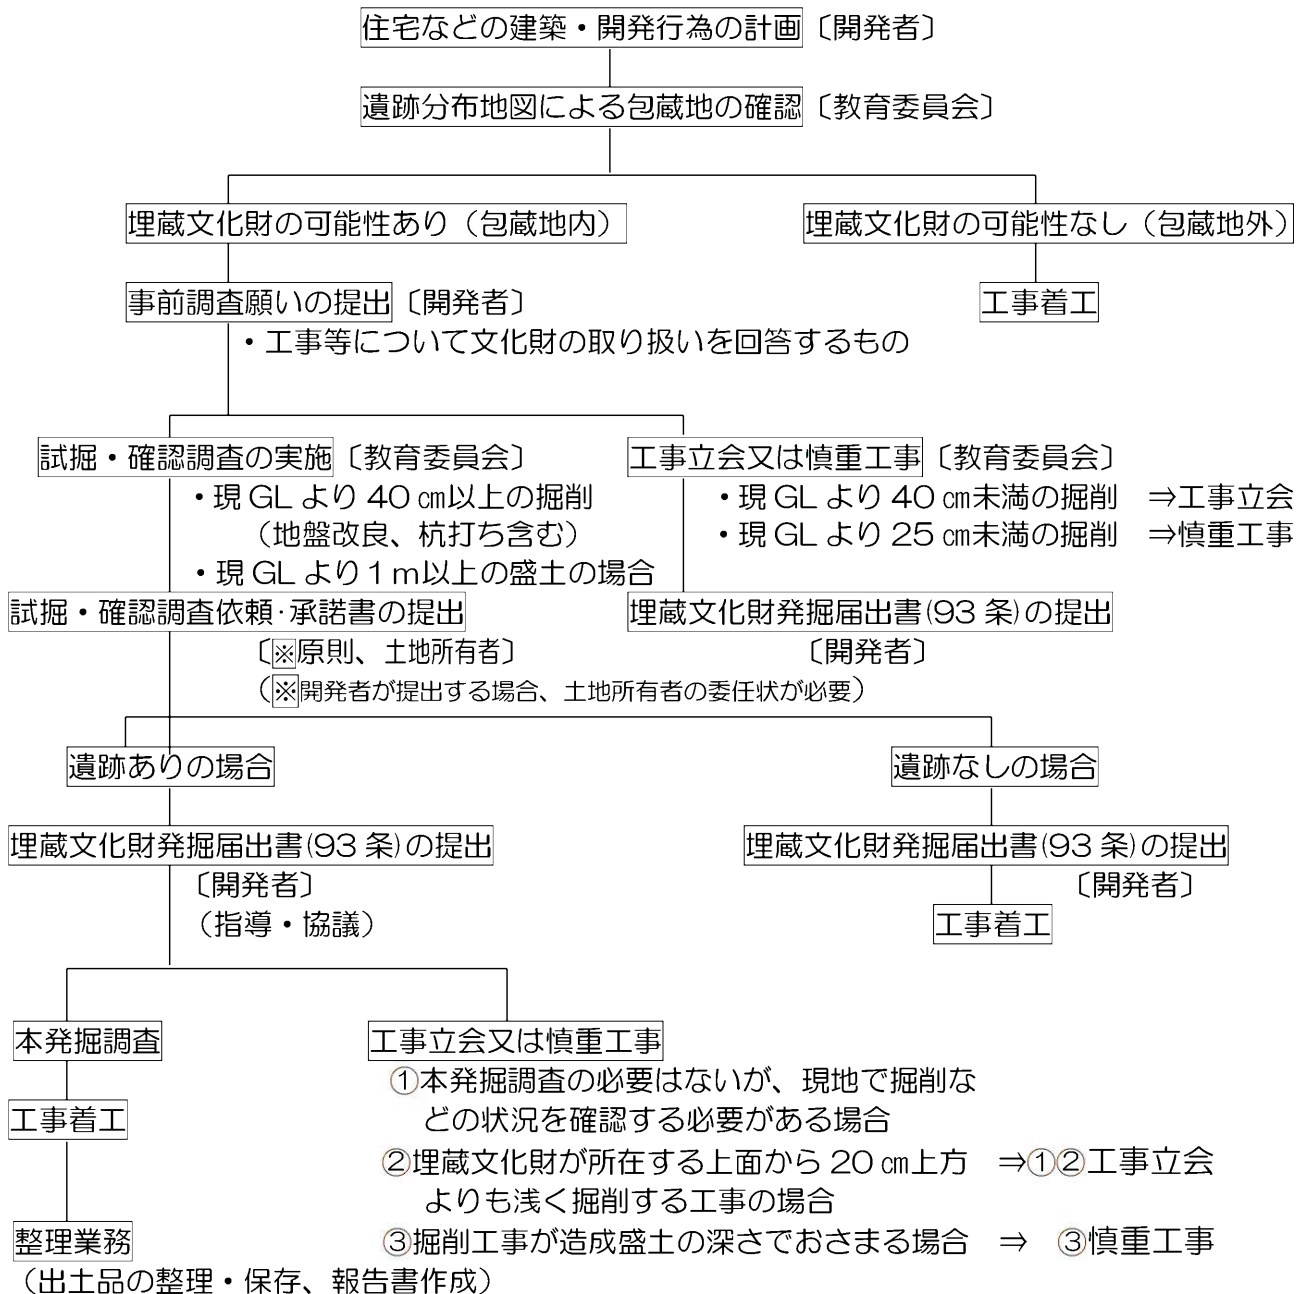 住宅などの建築・開発行為の計画〔開発者〕
遺跡分布地図による包蔵地の確認〔教育委員会〕
埋蔵文化財の可能性あり（包蔵地内）
埋蔵文化財の可能性なし（包蔵地外）
事前調査願いの提出〔開発者〕
工事着工
・工事等について文化財の取り扱いを回答するもの
試掘・確認調査の実施〔教育委員会〕
・現GLより40㎝以上の掘削
（地盤改良、杭打ち含む）
・現GLより1ｍ以上の盛土の場合
工事立会又は慎重工事〔教育委員会〕
・現GLより40㎝未満の掘削　⇒工事立会
・現GLより25㎝未満の掘削　⇒慎重工事
試掘・確認調査依頼･承諾書の提出
〔※原則、土地所有者〕
（※開発者が提出する場合、土地所有者の委任状が必要）
埋蔵文化財発掘届出書(93条)の提出
〔開発者〕
遺跡ありの場合
遺跡なしの場合
埋蔵文化財発掘届出書(93条)の提出
〔開発者〕
（指導・協議）
埋蔵文化財発掘届出書(93条)の提出
〔開発者〕
工事着工
本発掘調査
工事着工
整理業務
（出土品の整理・保存、報告書作成）
工事立会又は慎重工事
①本発掘調査の必要はないが、現地で掘削な
どの状況を確認する必要がある場合
②埋蔵文化財が所在する上面から20㎝上方　⇒①②工事立会
よりも浅く掘削する工事の場合
③掘削工事が造成盛土の深さでおさまる場合　⇒　③慎重工事